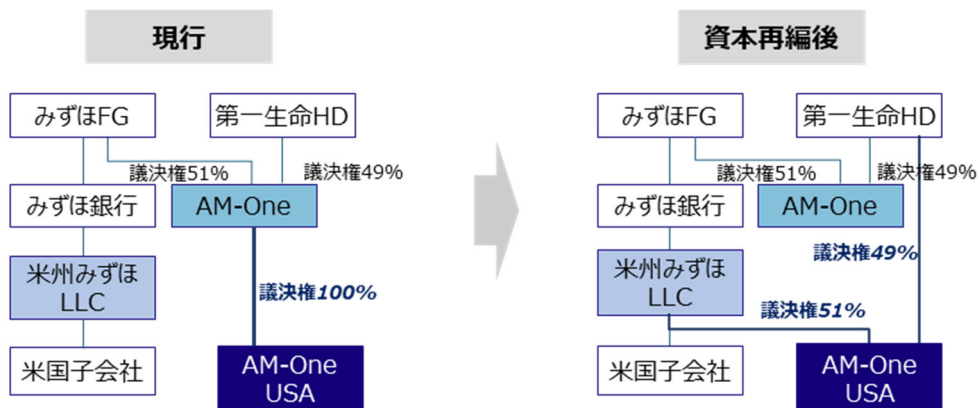 現行
みずほFG
第一生命HD
議決権51%
議決権49%
みずほ銀行
AM-One
米州みずほ
LLC
議決権100%
米国子会社
AM-One
USA
資本再編後
みずほFG
第一生命HD
議決権51%
議決権49%
みずほ銀行
AM-One
米州みずほ
LLC
議決権49%
議決権51%
米国子会社
AM-One
USA